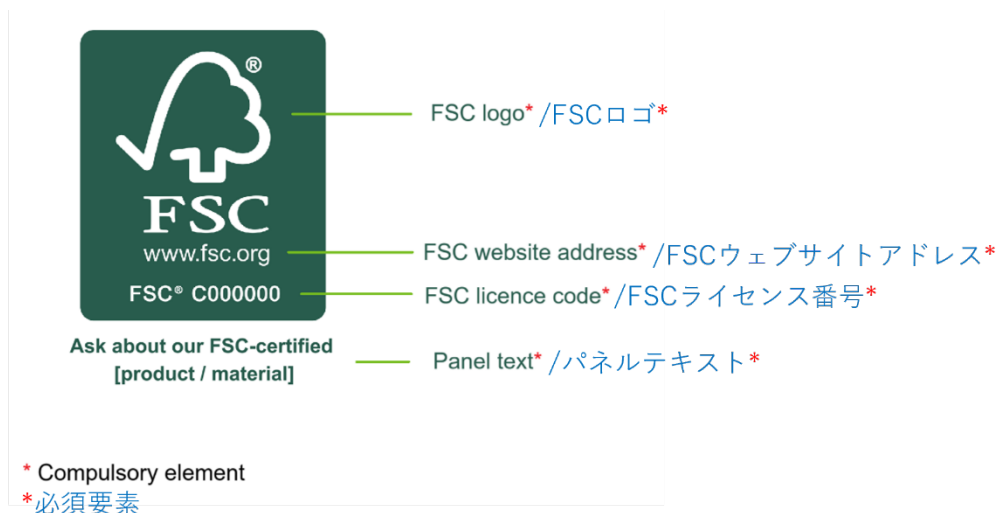 ®
FSC
www.fsc.org
FSC® C000000
Ask about our FSC-certified
[product / material]
FSC logo* /FSCロゴ*
FSC website address* /FSCウェブサイトアドレス*
FSC licence code* /FSCライセンス番号*
Panel text* /パネルテキスト*
* Compulsory element
*必須要素